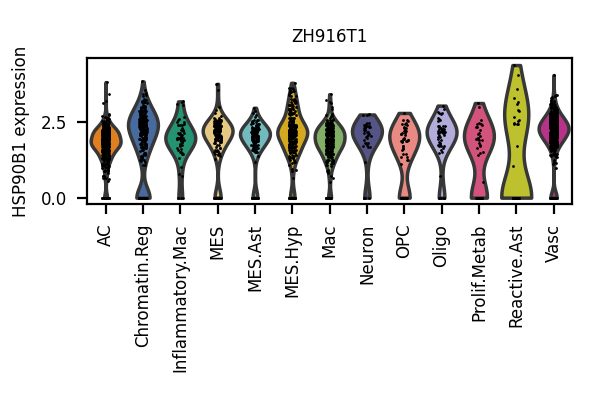 ZH916T1
HSP90B1 expression
2.5
0.0
AC
Chromatin.Reg
Inflammatory.Mac
MES
MES.Ast
MES.Hyp
Mac
Neuron
OPC
Oligo
Prolif.Metab
Reactive.Ast
Vasc